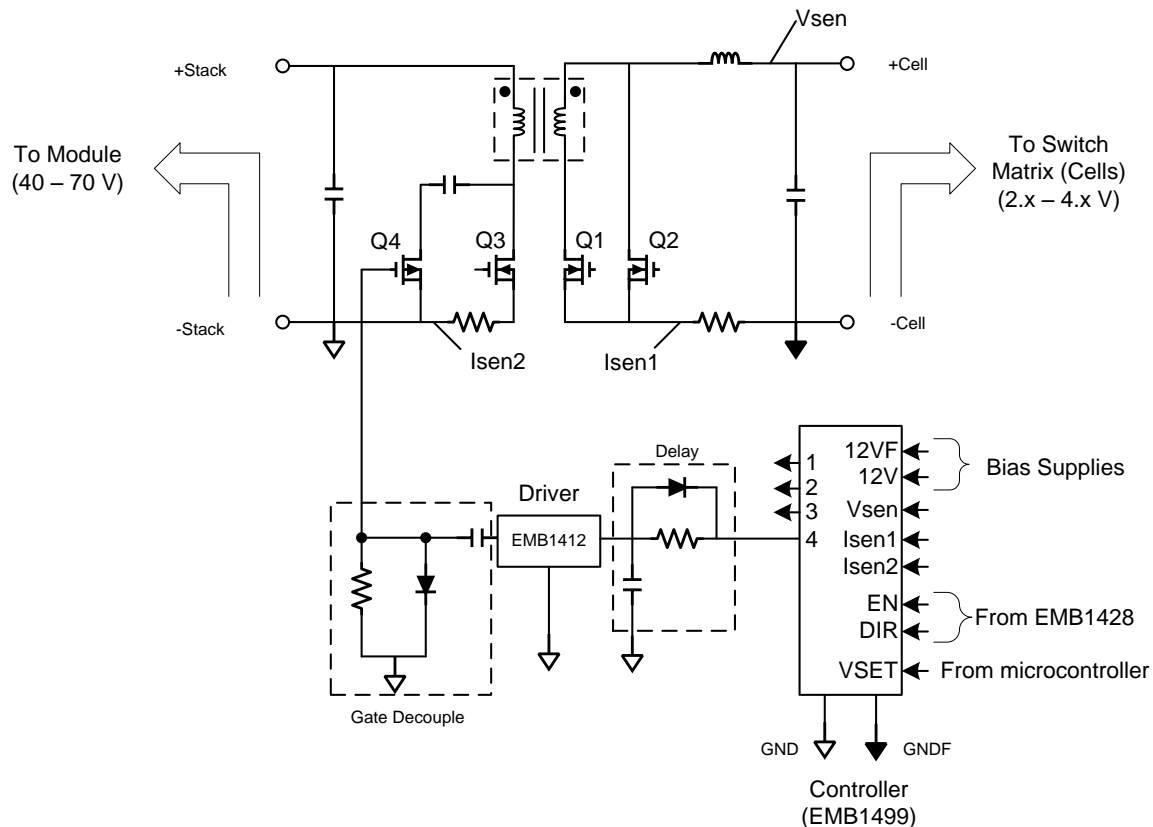 Vsen
+Stack
+Cell
To Module
(40 – 70 V)
To Switch
Matrix (Cells)
(2.x – 4.x V)
Q4
Q3
Q1
Q2
-Stack
-Cell
Isen2
Isen1
Delay
Driver
EMB1412
Gate Decouple
1
2
3
4
12VF
12V
Vsen
Isen1
Isen2
EN
DIR
VSET
Bias Supplies
From EMB1428
From microcontroller
GND
GNDF
Controller
(EMB1499)